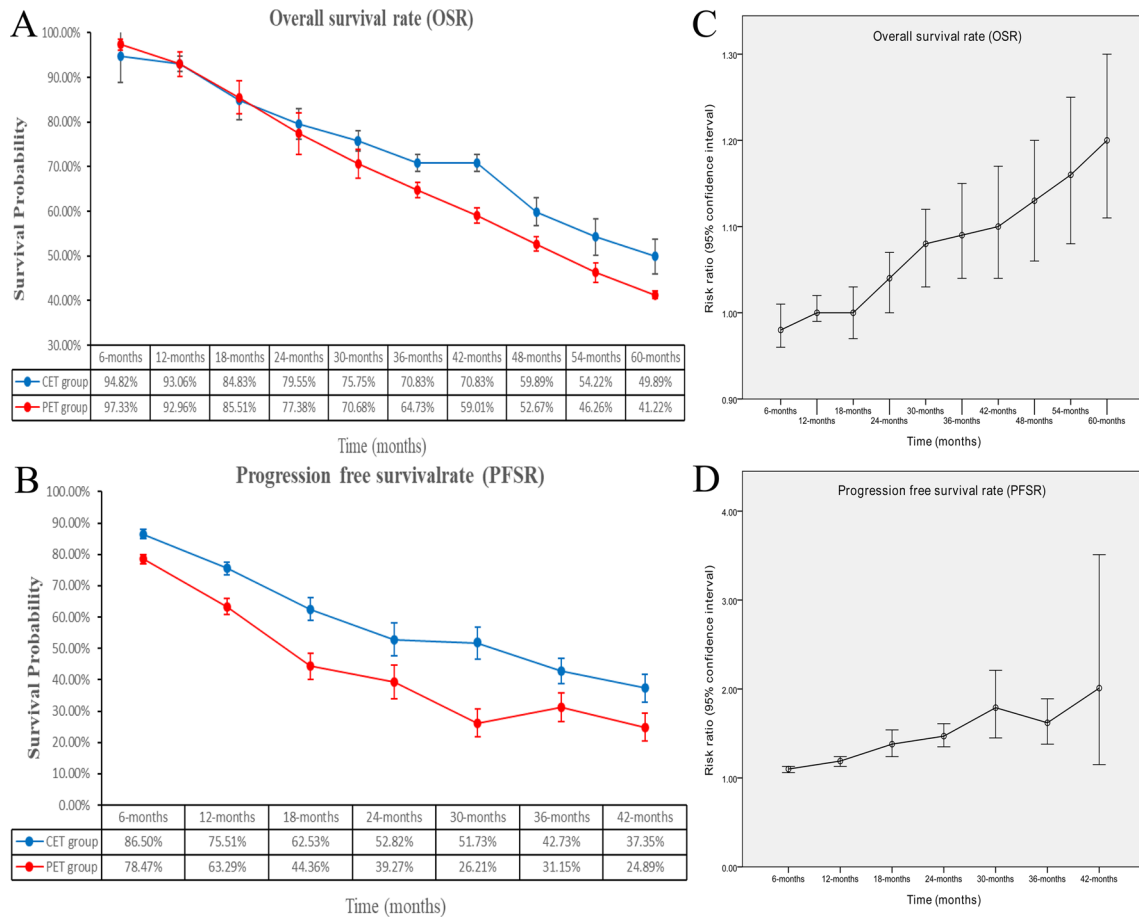 A
Overall survival rate (OSR)
Survival Probability
100.00%
90.00%
80.00%
70.00%
60.00%
50.00%
40.00%
30.00%
6-months 12-months 18-months 24-months 30-months 36-months 42-months 48-months 54-months 60-months
CET group 94.82% 93.06% 84.83% 79.55% 75.75% 70.83% 70.83% 59.89% 54.22% 49.89%
PET group 97.33% 92.96% 85.51% 77.38% 70.68% 64.73% 59.01% 52.67% 46.26% 41.22%
Time (months)
B
Progression free survivalrate (PFSR)
Survival Probability
100.00%
90.00%
80.00%
70.00%
60.00%
50.00%
40.00%
30.00%
20.00%
10.00%
0.00%
6-months 12-months 18-months 24-months 30-months 36-months 42-months
CET group 86.50% 75.51% 62.53% 52.82% 51.73% 42.73% 37.35%
PET group 78.47% 63.29% 44.36% 39.27% 26.21% 31.15% 24.89%
Time (months)
C
Overall survival rate (OSR)
Risk ratio (95% confidence interval)
1.30
1.20
1.10
1.00
0.90
6-months 12-months 18-months 24-months 30-months 36-months 42-months 48-months 54-months 60-months
Time (months)
D
Progression free survival rate (PFSR)
Risk ratio (95% confidence interval)
4.00
3.00
2.00
1.00
0.00
6-months 12-months 18-months 24-months 30-months 36-months 42-months
Time (months)